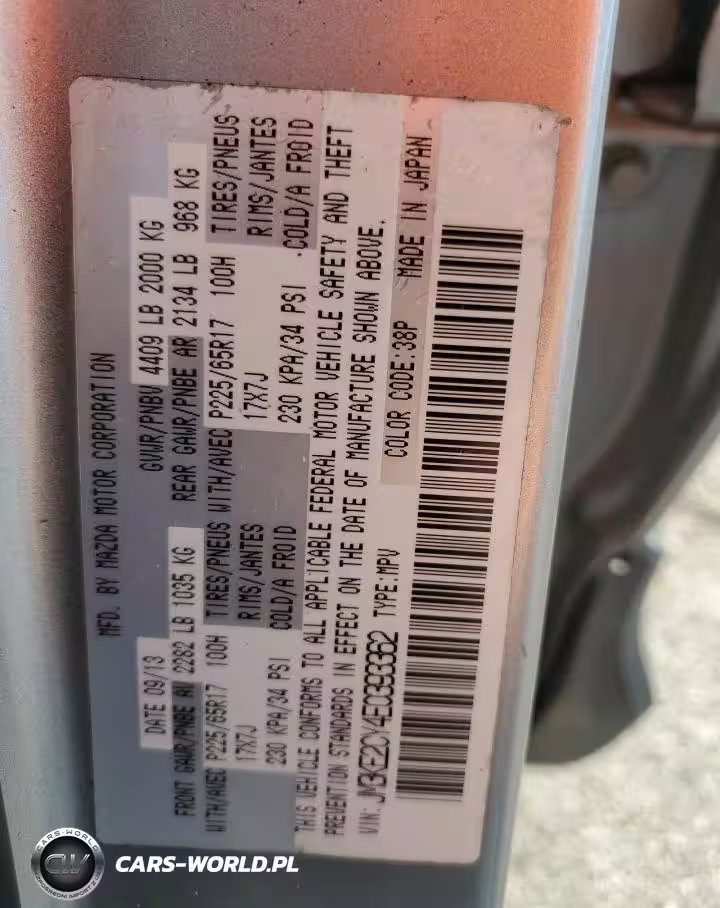 MFD. BY MAZDA MOTOR CORPORATION
DATE 09/13 GVWR/PNBV 4409 LB 2000 KG
FRONT GAWR/PNBE AV 2282 LB 1035 KG REAR GAWR/PNBE AR 2134 LB 968 KG
WITH/AVEC P225/65R17 100H TIRES/PNEUS WITH/AVEC P225/65R17 100H TIRES/PNEUS
17X7J RIMS/JANTES 17X7J RIMS/JANTES
230 KPA/34 PSI COLD/A FROID 230 KPA/34 PSI COLD/A FROID
THIS VEHICLE CONFORMS TO ALL APPLICABLE FEDERAL MOTOR VEHICLE SAFETY AND THEFT
PREVENTION STANDARDS IN EFFECT ON THE DATE OF MANUFACTURE SHOWN ABOVE.
VIN: JM3KE2CY4E0393362 TYPE:MPV COLOR CODE:38P MADE IN JAPAN
CARS-WORLD
CW
CARS-WORLD.PL